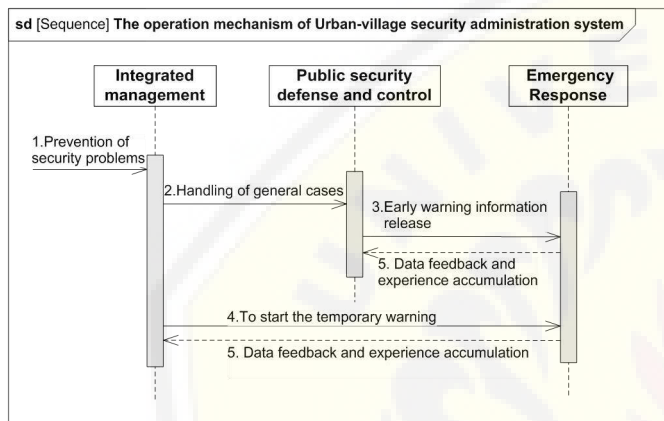 sd [Sequence] The operation mechanism of Urban-village security administration system
Integrated
management
Public security
defense and control
Emergency
Response
1.Prevention of
security problems
2.Handling of general cases
3.Early warning information
release
5. Data feedback and
experience accumulation
4.To start the temporary warning
5. Data feedback and experience accumulation